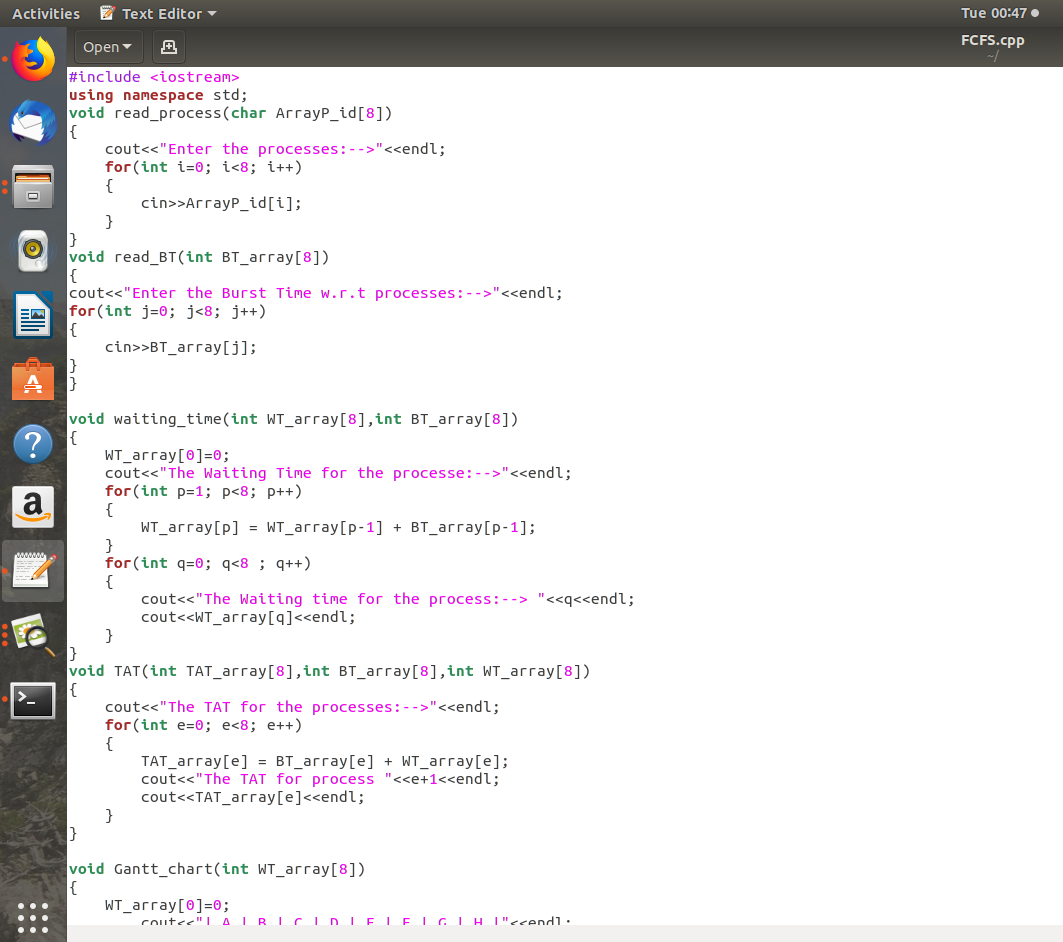 Activities Text Editor Tue 00:47
Open FCFS.cpp
~/
#include <iostream>
using namespace std;
void read_process(char ArrayP_id[8])
{
    cout<<"Enter the processes:-->"<<endl;
    for(int i=0; i<8; i++)
    {
        cin>>ArrayP_id[i];
    }
}
void read_BT(int BT_array[8])
{
cout<<"Enter the Burst Time w.r.t processes:-->"<<endl;
for(int j=0; j<8; j++)
{
    cin>>BT_array[j];
}
}
void waiting_time(int WT_array[8],int BT_array[8])
{
    WT_array[0]=0;
    cout<<"The Waiting Time for the processe:-->"<<endl;
    for(int p=1; p<8; p++)
    {
        WT_array[p] = WT_array[p-1] + BT_array[p-1];
    }
    for(int q=0; q<8 ; q++)
    {
        cout<<"The Waiting time for the process:--> "<<q<<endl;
        cout<<WT_array[q]<<endl;
    }
}
void TAT(int TAT_array[8],int BT_array[8],int WT_array[8])
{
    cout<<"The TAT for the processes:-->"<<endl;
    for(int e=0; e<8; e++)
    {
        TAT_array[e] = BT_array[e] + WT_array[e];
        cout<<"The TAT for process "<<e+1<<endl;
        cout<<TAT_array[e]<<endl;
    }
}
void Gantt_chart(int WT_array[8])
{
    WT_array[0]=0;
        cout<<"| A | B | C | D | E | F | G | H |"<<endl;